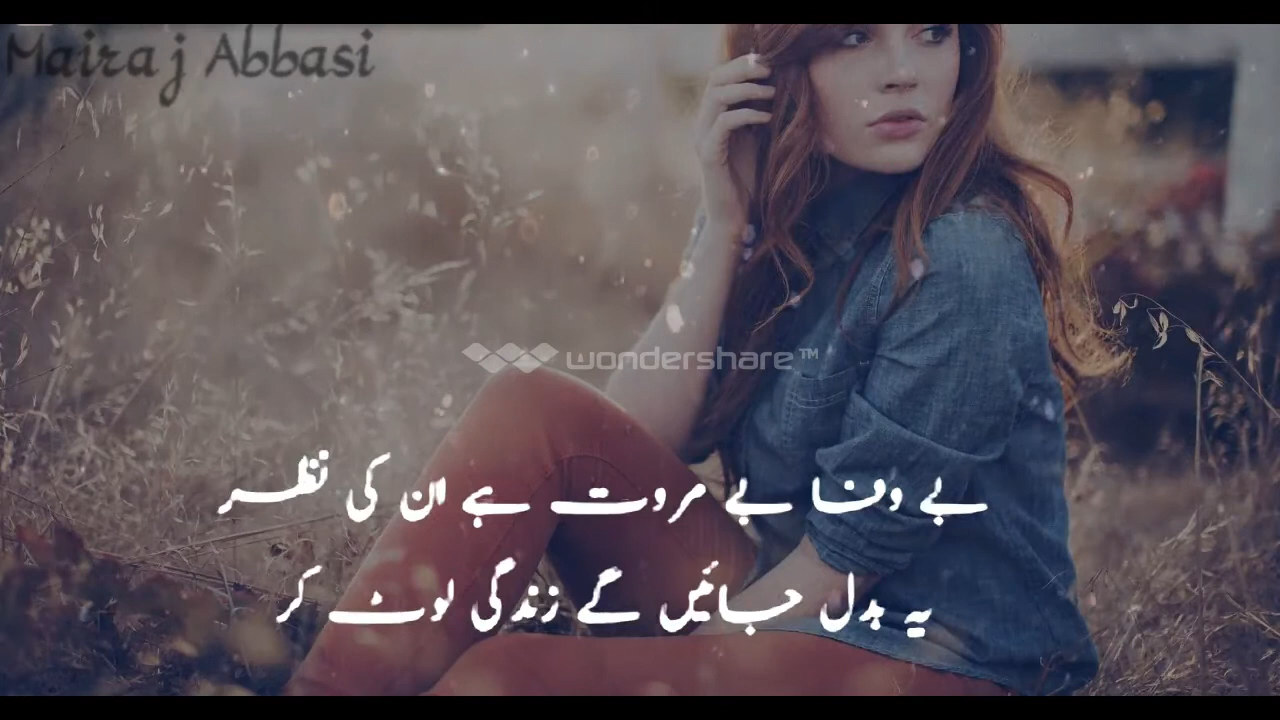 Mairaj Abbasi
wondershare™
بے وفا بے مروت ہے ان کی نظر
یہ بدل جائیں گے زندگی لوٹ کر